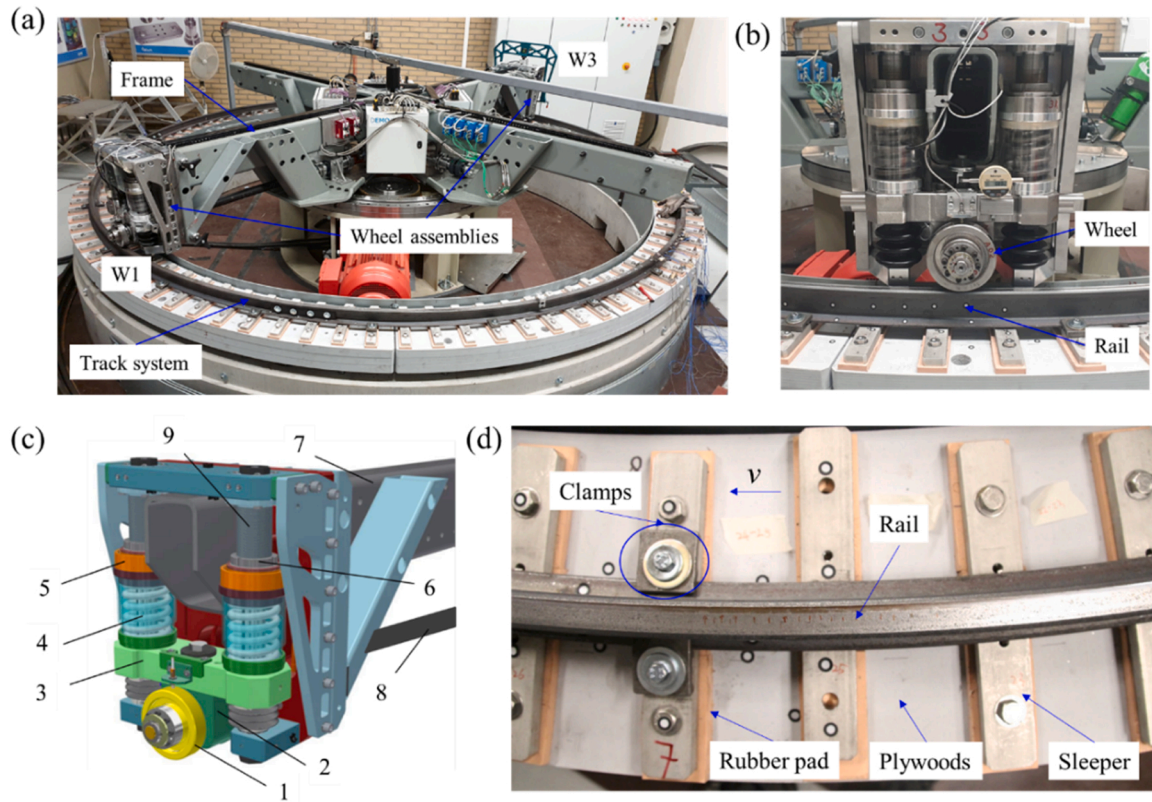 (a)
Frame
W3
Wheel assemblies
W1
Track system
(b)
3
Wheel
Rail
(c)
9
7
5
6
4
3
8
2
1
(d)
v
Clamps
Rail
7
Rubber pad
Plywoods
Sleeper